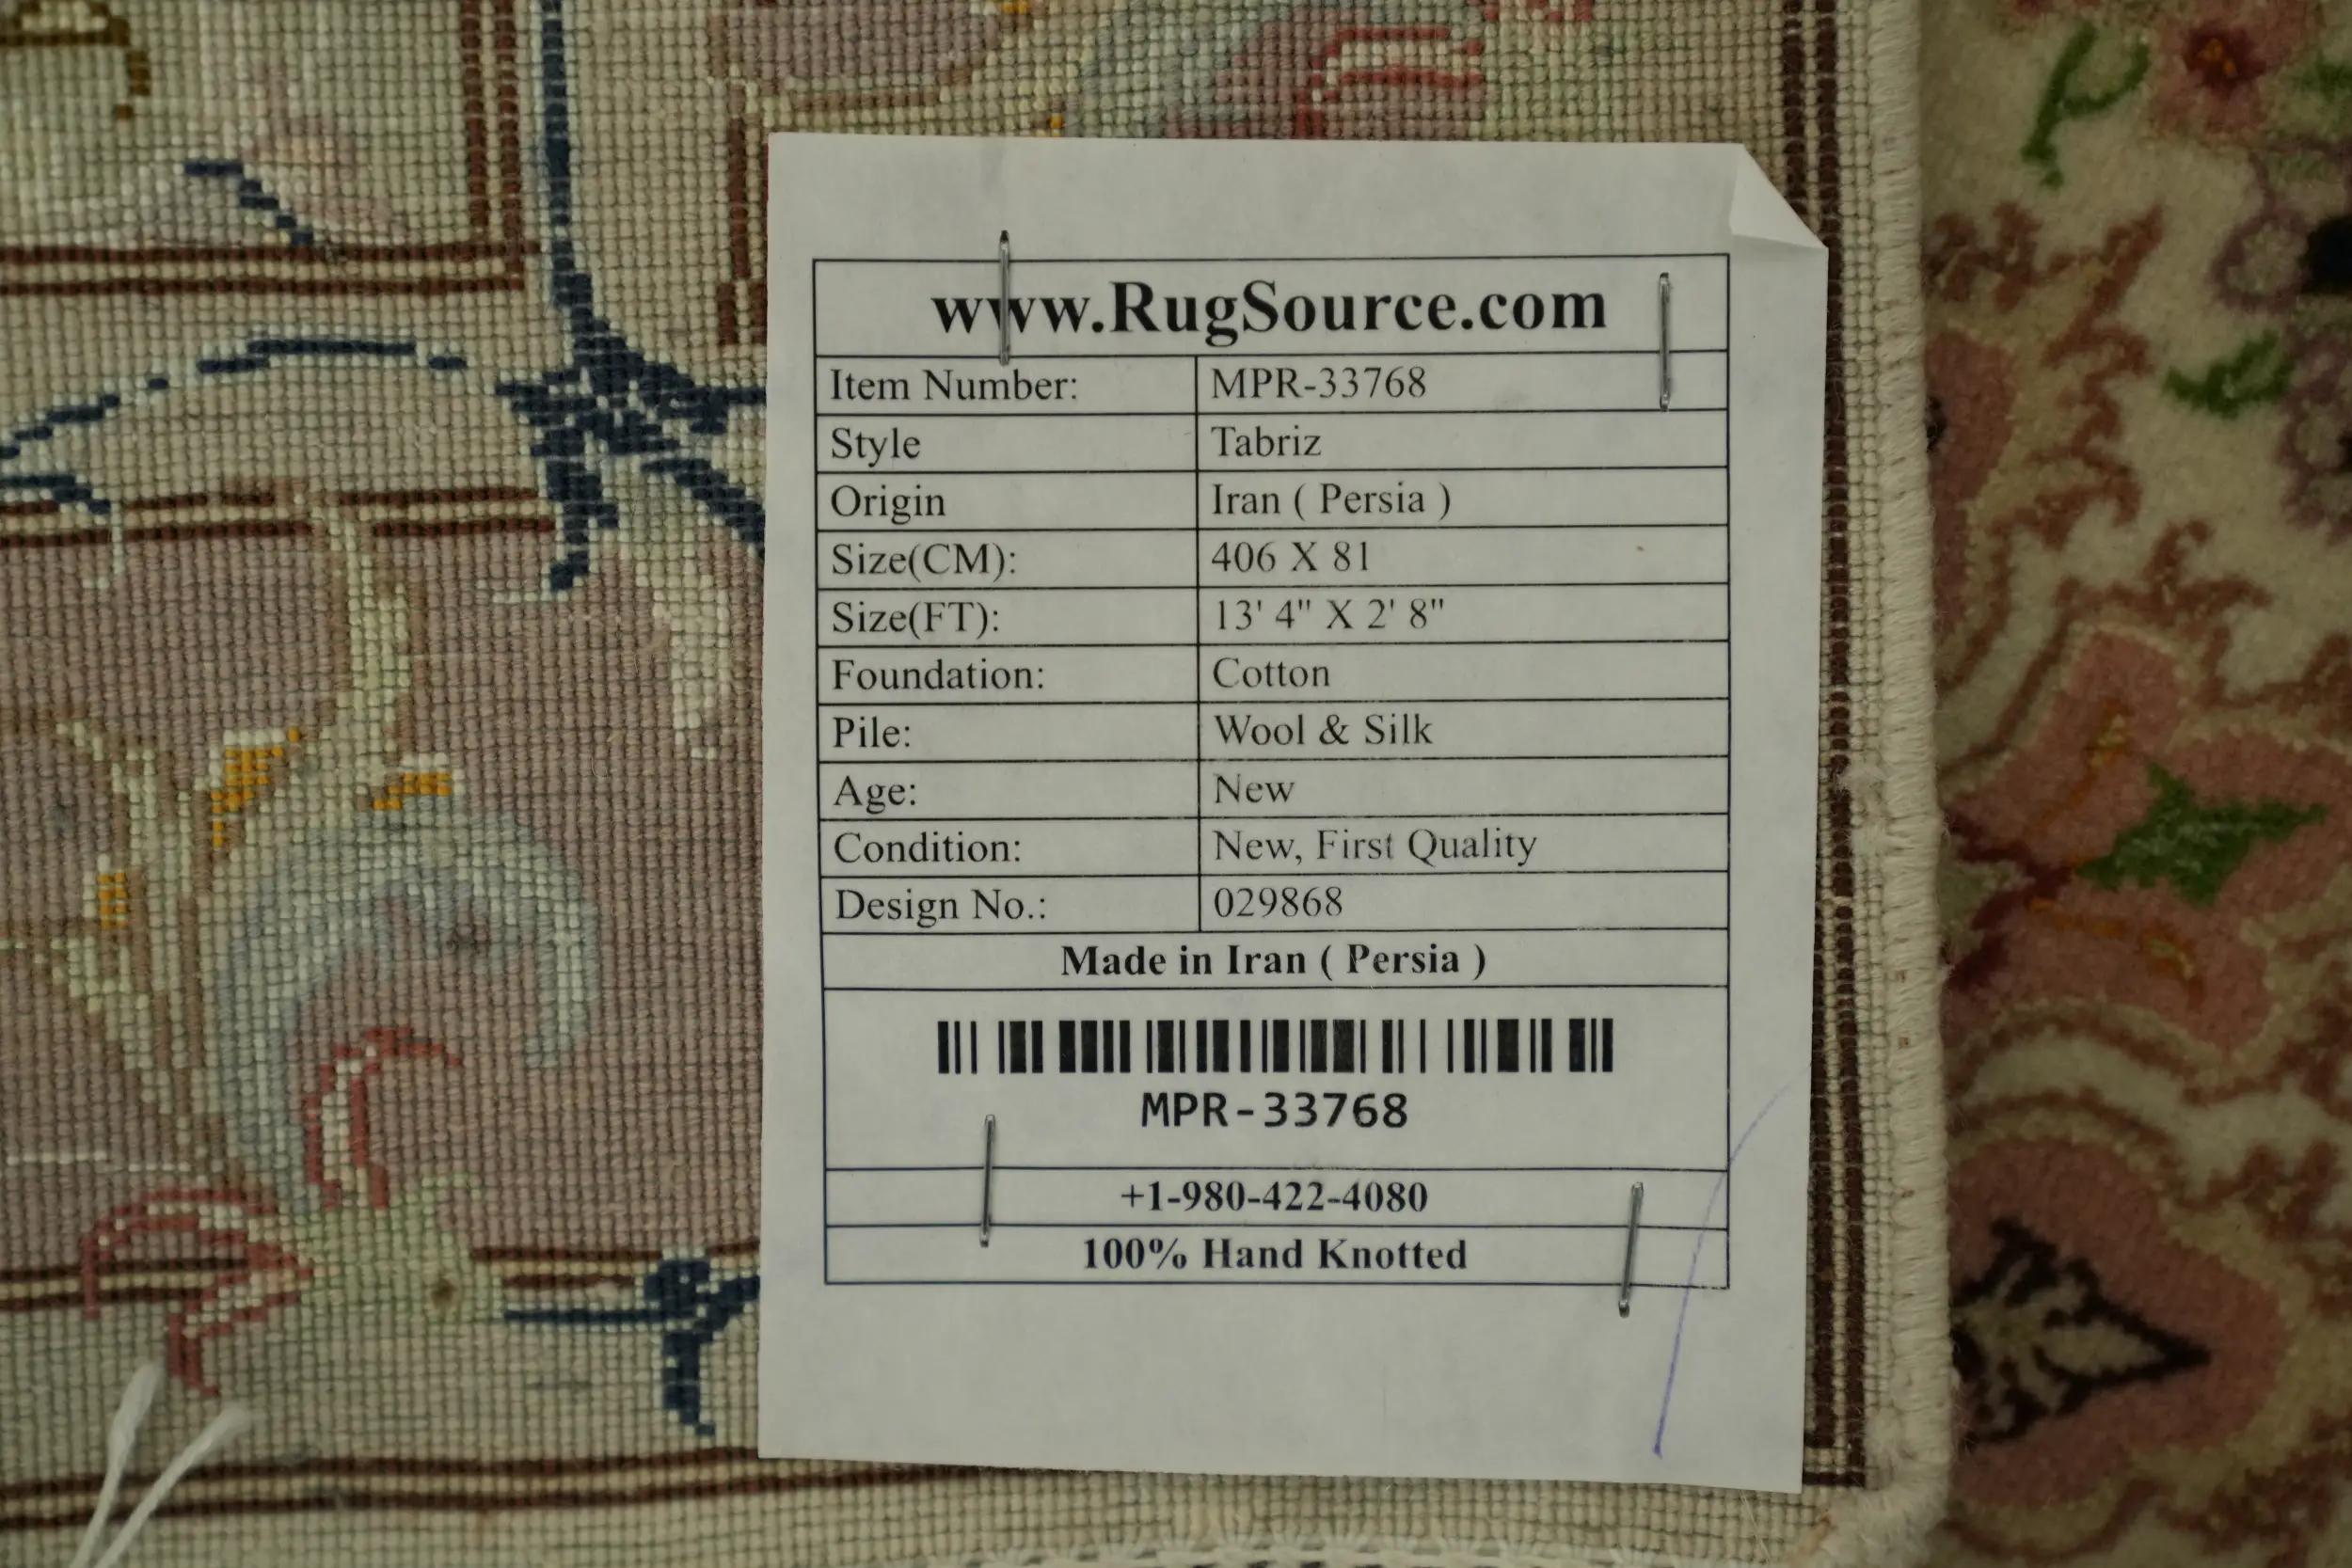 www.RugSource.com
Item Number: MPR-33768
Style Tabriz
Origin Iran ( Persia )
Size(CM): 406 X 81
Size(FT): 13' 4" X 2' 8"
Foundation: Cotton
Pile: Wool & Silk
Age: New
Condition: New, First Quality
Design No.: 029868
Made in Iran ( Persia )
MPR-33768
+1-980-422-4080
100% Hand Knotted